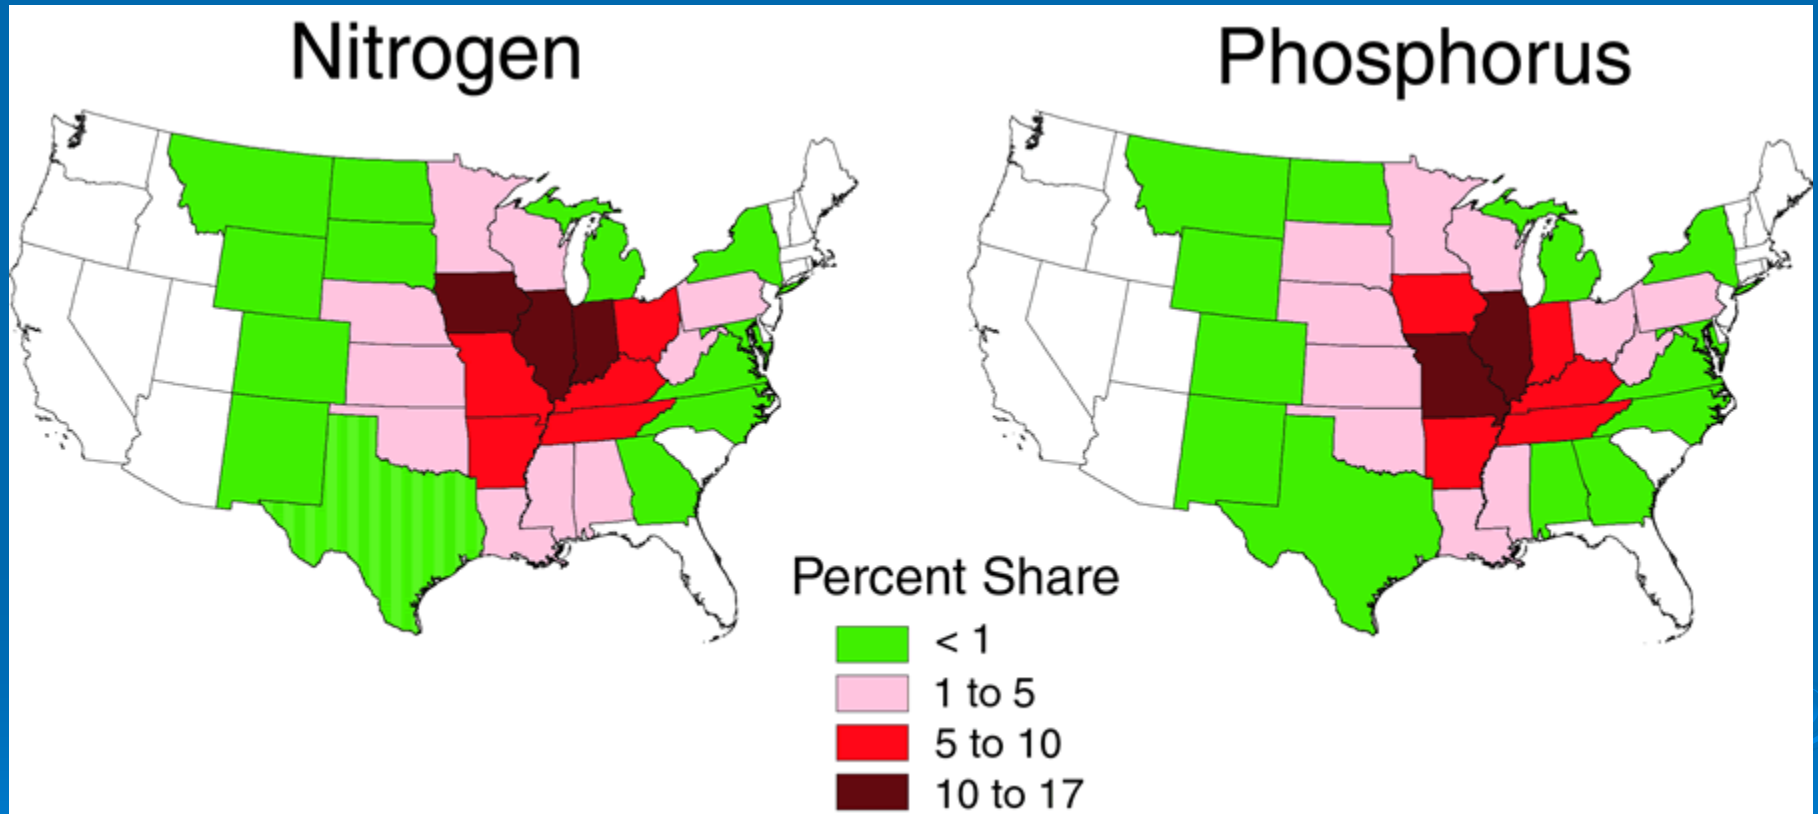 Nitrogen
Phosphorus
Percent Share
< 1
1 to 5
5 to 10
10 to 17